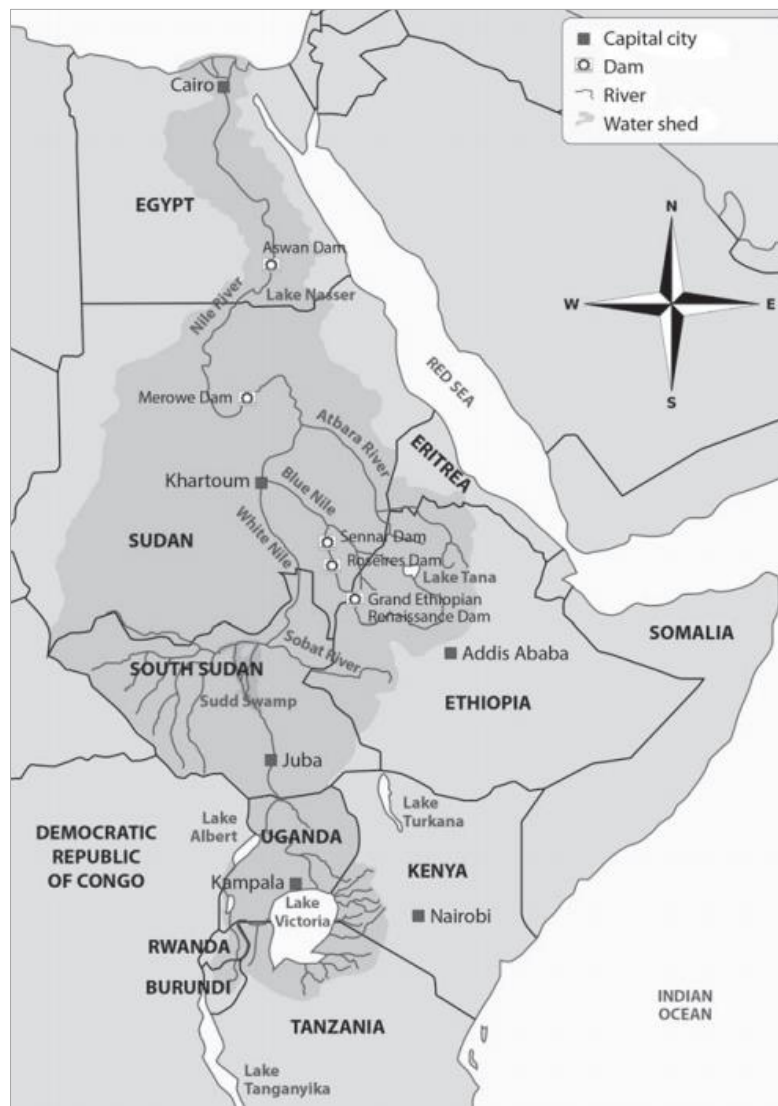 Capital city
Dam
River
Water shed
Cairo
EGYPT
N
Aswan Dam
Lake Nasser
Nile River
W
E
RED SEA
S
Merowe Dam
Atbara River
ERITREA
Khartoum
Blue Nile
White Nile
SUDAN
Sennar Dam
Roseires Dam
Lake Tana
Grand Ethiopian
Renaissance Dam
SOMALIA
Sobat River
Addis Ababa
SOUTH SUDAN
Sudd Swamp
ETHIOPIA
Juba
Lake
Turkana
Lake
Albert
DEMOCRATIC
REPUBLIC
OF CONGO
UGANDA
KENYA
Kampala
Lake
Victoria
Nairobi
RWANDA
BURUNDI
INDIAN
OCEAN
TANZANIA
Lake
Tanganyika